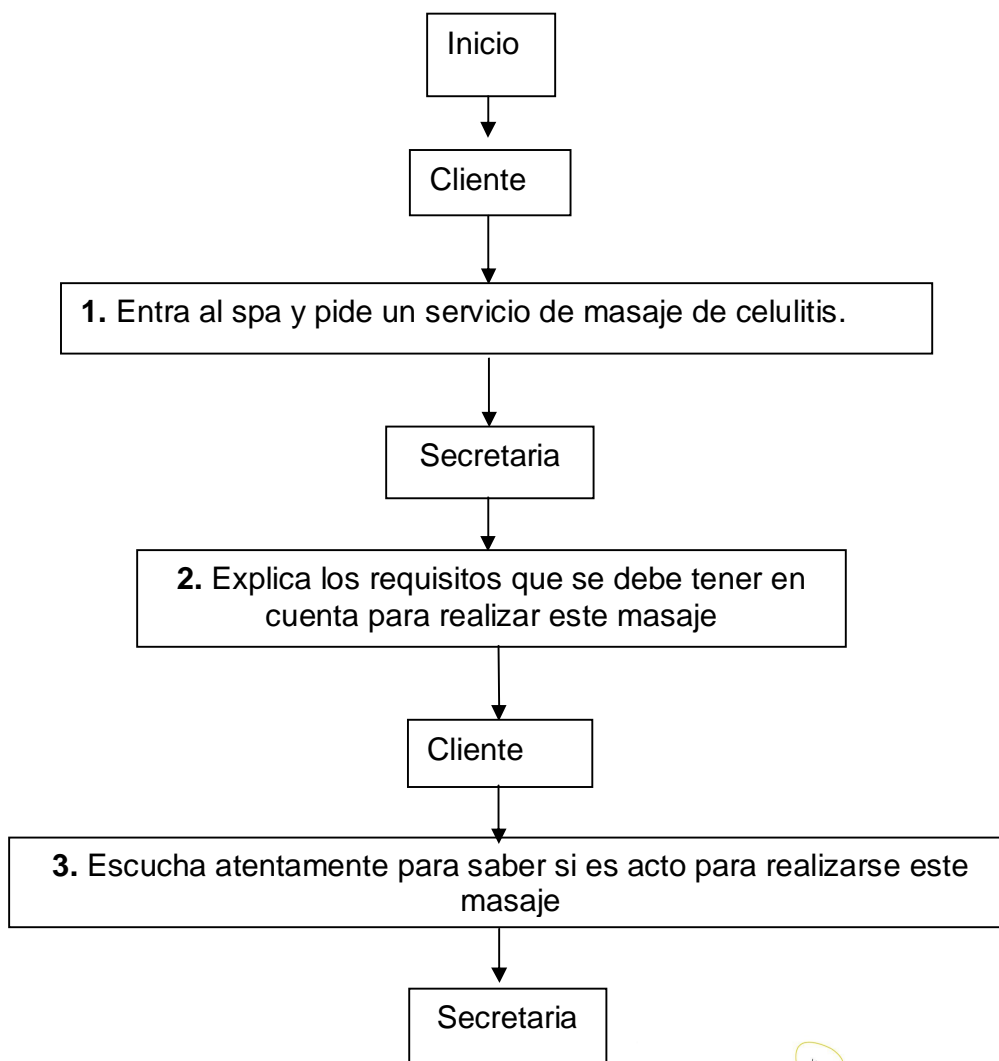 Inicio
Cliente
1. Entra al spa y pide un servicio de masaje de celulitis.
Secretaria
2. Explica los requisitos que se debe tener en
cuenta para realizar este masaje
Cliente
3. Escucha atentamente para saber si es acto para realizarse este
masaje
Secretaria